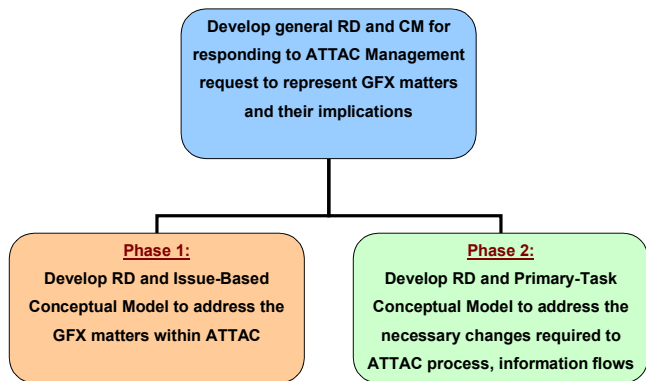 Develop general RD and CM for
responding to ATTAC Management
request to represent GFX matters
and their implications
Phase 1:
Develop RD and Issue-Based
Conceptual Model to address the
GFX matters within ATTAC
Phase 2:
Develop RD and Primary-Task
Conceptual Model to address the
necessary changes required to
ATTAC process, information flows